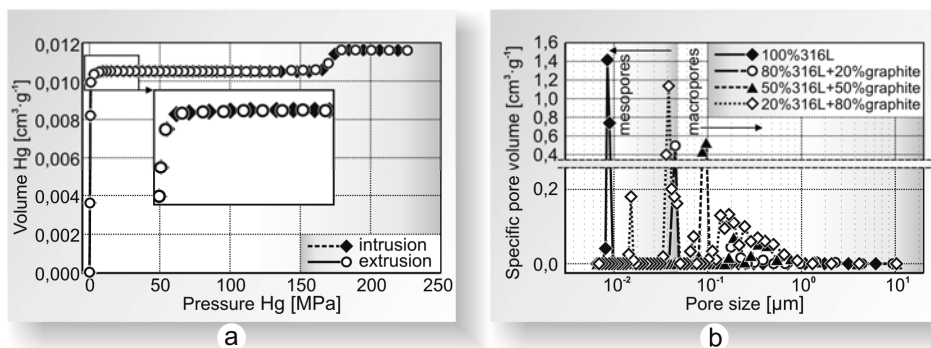 Volume Hg [cm³·g⁻¹]
0,012
0,010
0,008
0,006
0,004
0,002
0,000
0 50 100 150 200 250
Pressure Hg [MPa]
intrusion
extrusion
a
Specific pore volume [cm³·g⁻¹]
1,6
1,4
1,2
1,0
0,8
0,6
0,4
0,2
0,0
mesopores
macropores
100%316L
80%316L+20%graphite
50%316L+50%graphite
20%316L+80%graphite
10⁻² 10⁻¹ 10⁰ 10¹
Pore size [µm]
b